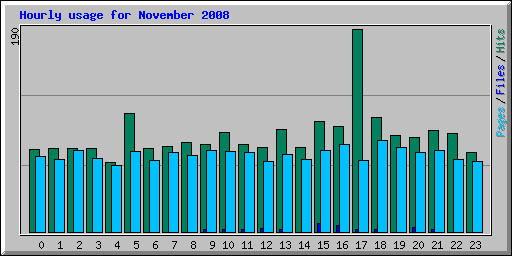 Hourly usage for November 2008
190
Pages / Files / Hits
0 1 2 3 4 5 6 7 8 9 10 11 12 13 14 15 16 17 18 19 20 21 22 23